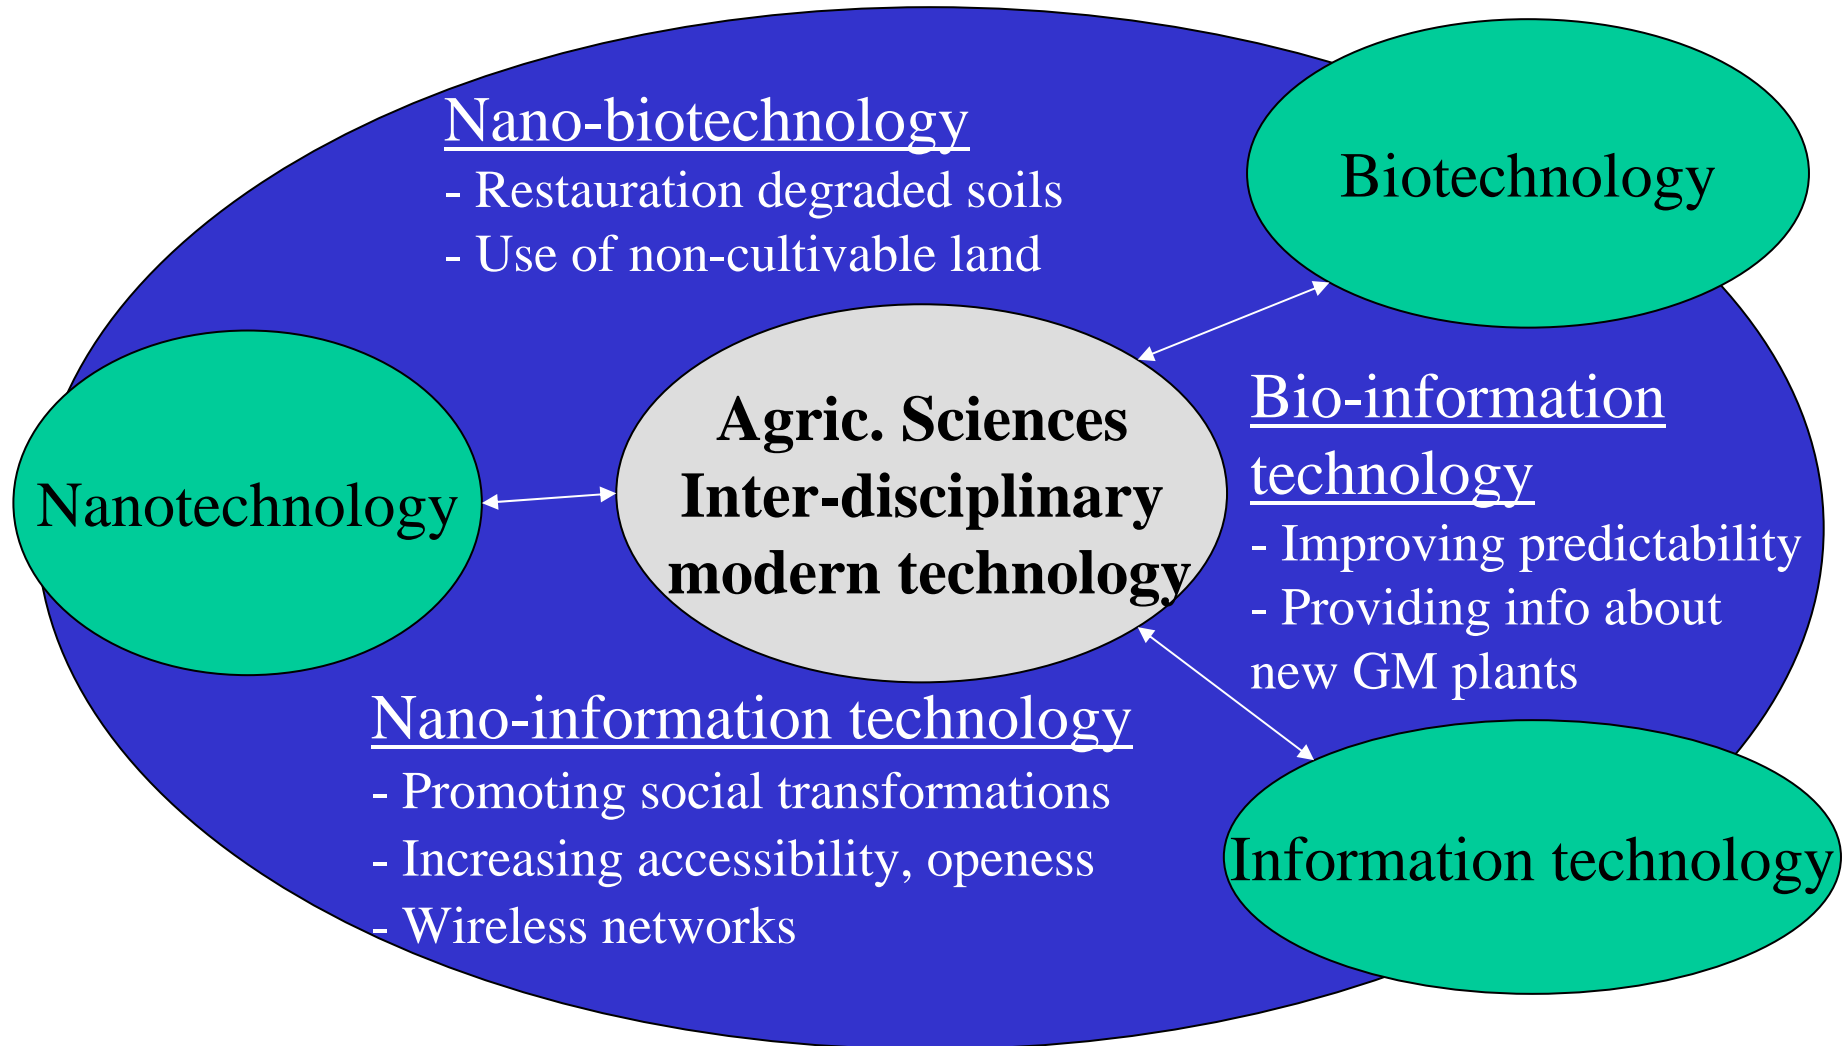 Nano-biotechnology
- Restauration degraded soils
- Use of non-cultivable land
Biotechnology
Nanotechnology
Agric. Sciences
Inter-disciplinary
modern technology
Bio-information
technology
- Improving predictability
- Providing info about
new GM plants
Nano-information technology
- Promoting social transformations
- Increasing accessibility, openess
- Wireless networks
Information technology